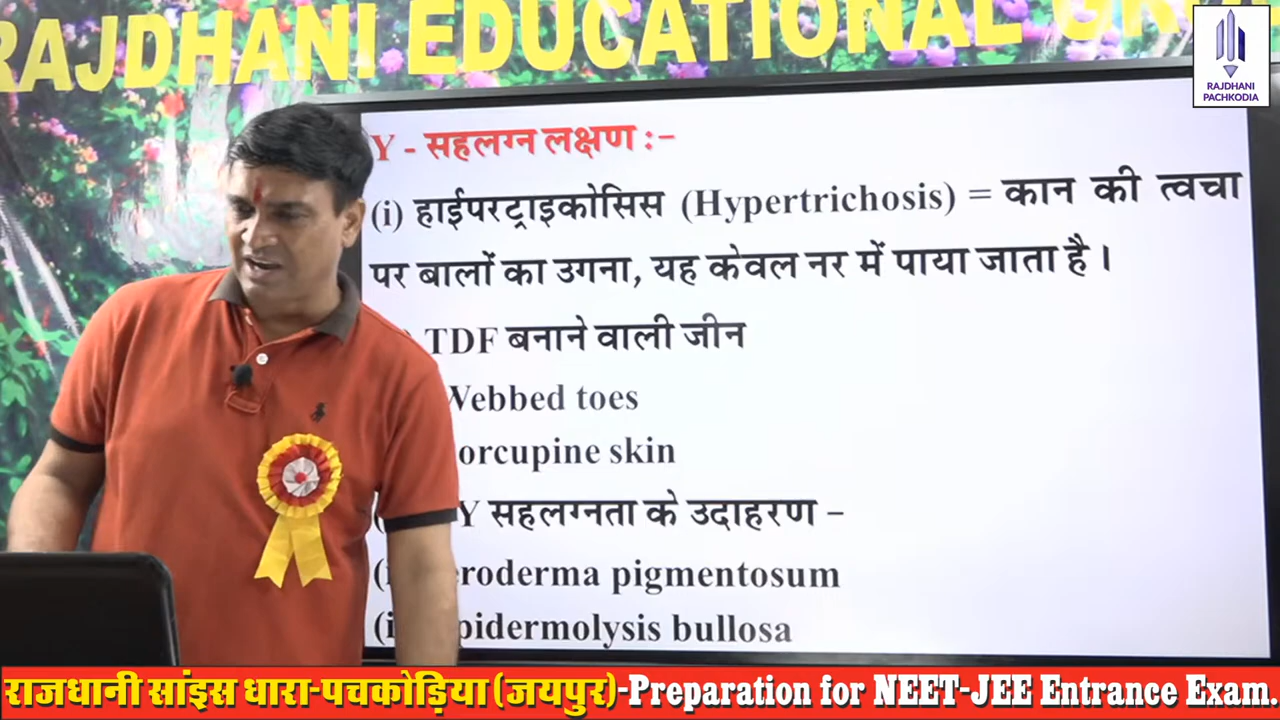 RAJDHANI EDUCATIONAL
RAJDHANI
PACHKODIA
Y - सहलग्न लक्षण :-
(i) हाईपरट्राइकोसिस (Hypertrichosis) = कान की त्वचा
पर बालों का उगना, यह केवल नर में पाया जाता है।
TDF बनाने वाली जीन
Webbed toes
orcupine skin
Y सहलग्नता के उदाहरण –
eroderma pigmentosum
pidermolysis bullosa
राजधानी सांइस धारा-पचकोड़िया (जयपुर)-Preparation for NEET-JEE Entrance Exam.